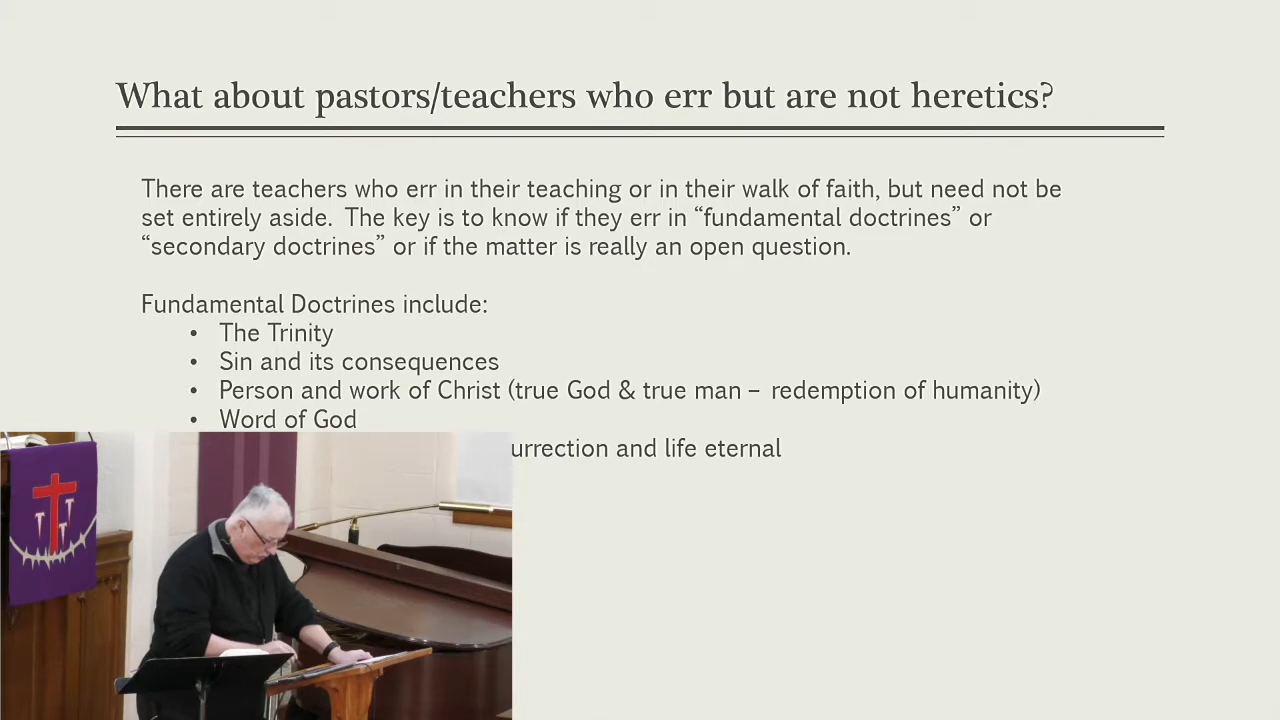 What about pastors/teachers who err but are not heretics?
There are teachers who err in their teaching or in their walk of faith, but need not be
set entirely aside. The key is to know if they err in “fundamental doctrines” or
“secondary doctrines” or if the matter is really an open question.
Fundamental Doctrines include:
• The Trinity
• Sin and its consequences
• Person and work of Christ (true God & true man – redemption of humanity)
• Word of God
urrection and life eternal